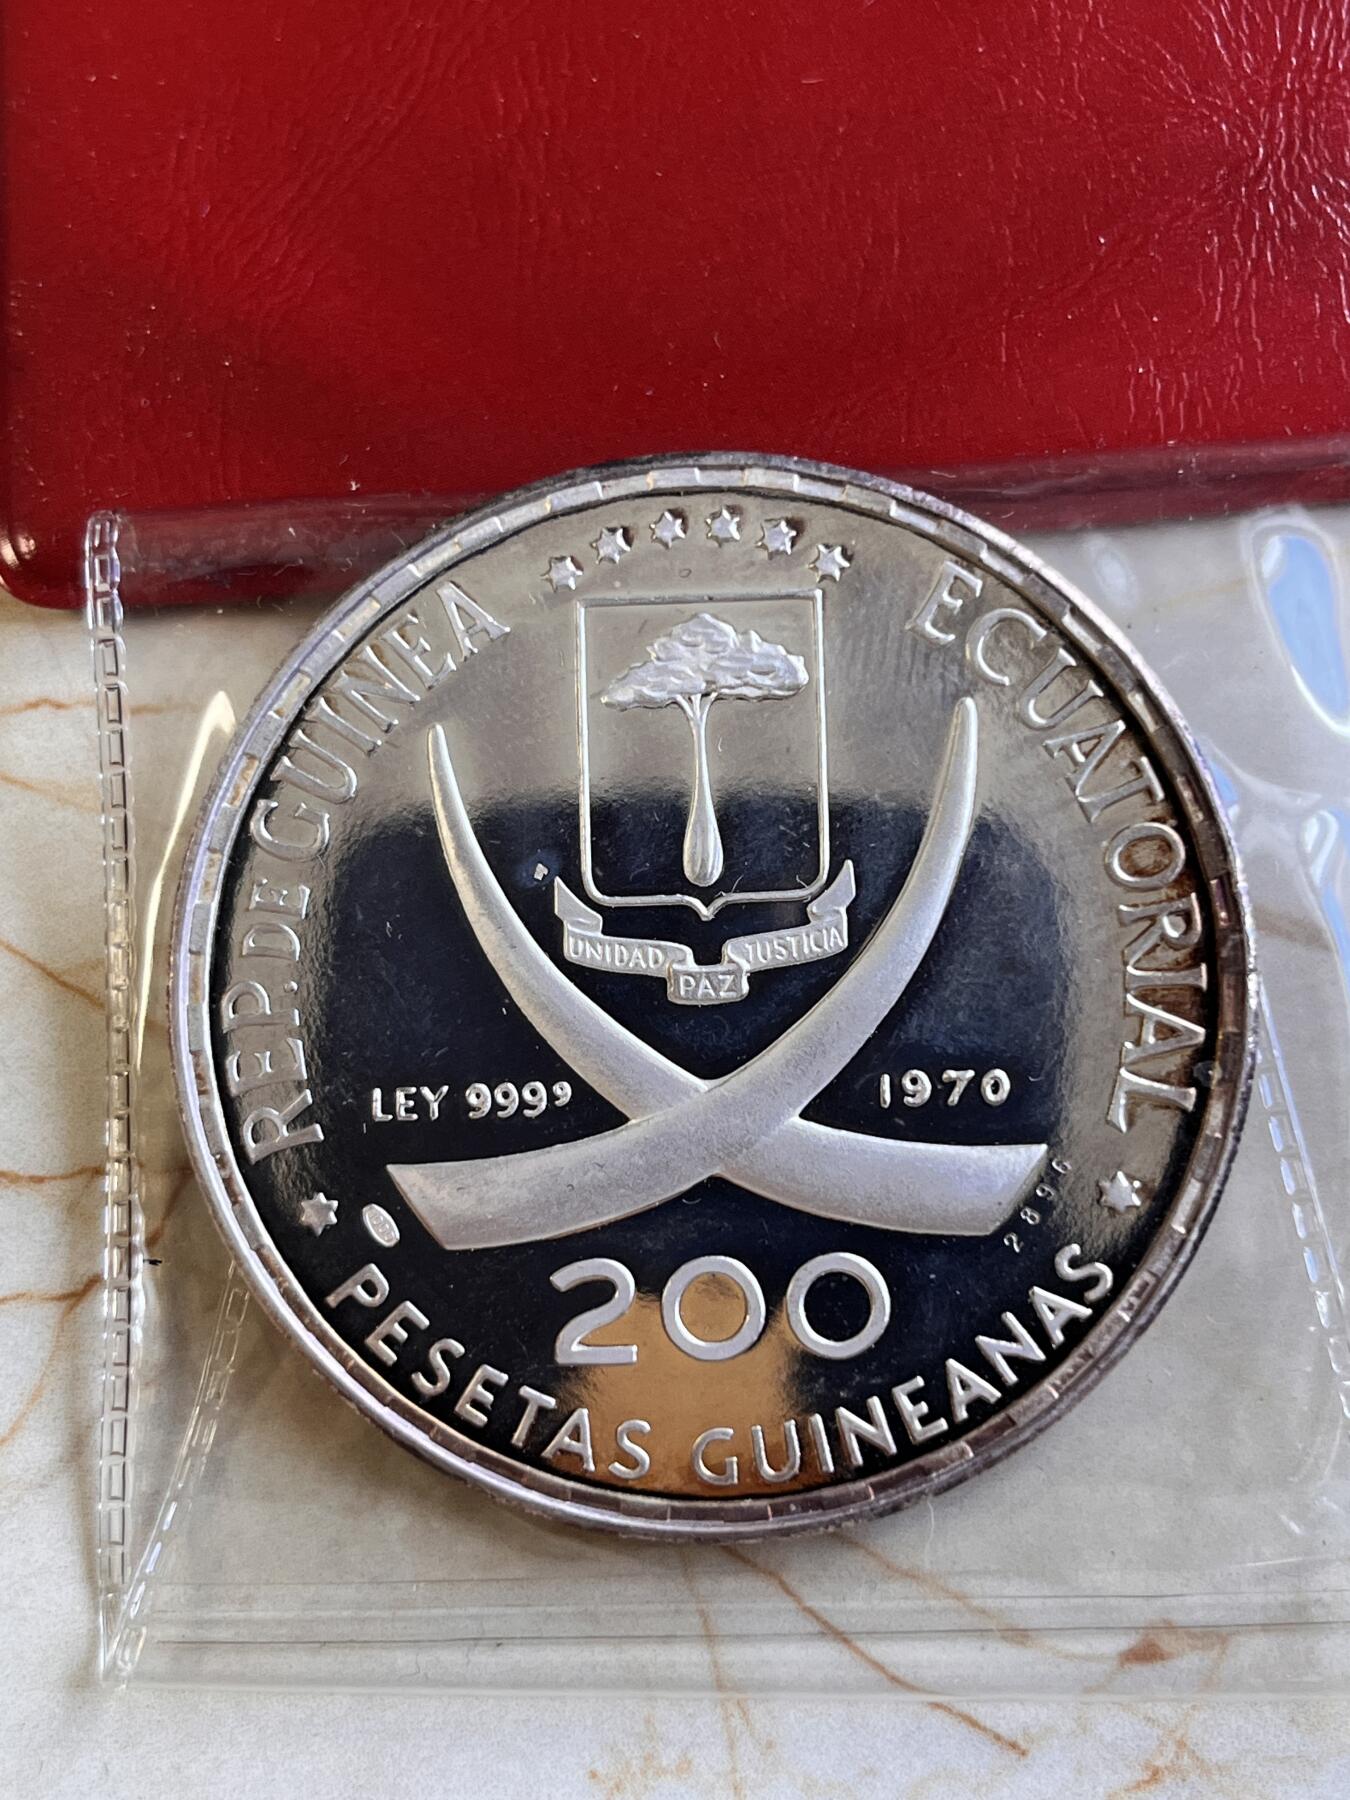 REP. DE GUINEA ECUATORIAL
UNIDAD PAZ JUSTICIA
LEY 999⁹
1970
2896
200
PESETAS GUINEANAS